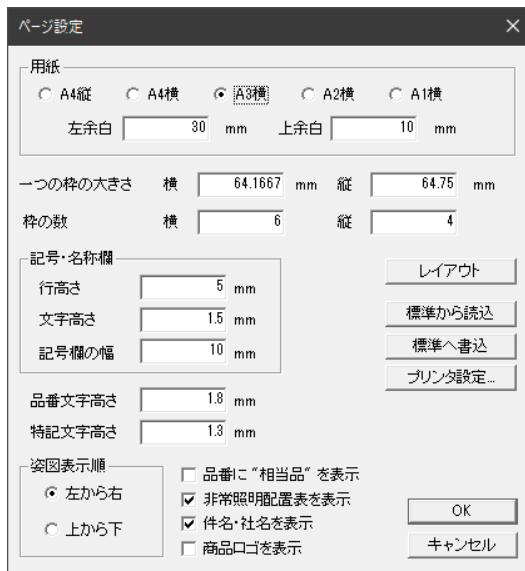 ページ設定
用紙
A4縦 A4横 A3横 A2横 A1横
左余白 30 mm 上余白 10 mm
一つの枠の大きさ 横 64.1667 mm 縦 64.75 mm
枠の数 横 6 縦 4
記号・名称欄
行高さ 5 mm
文字高さ 1.5 mm
記号欄の幅 10 mm
レイアウト
標準から読込
標準へ書込
プリンタ設定...
品番文字高さ 1.8 mm
特記文字高さ 1.3 mm
姿図表示順
左から右
上から下
品番に“相当品”を表示
非常照明配置表を表示
件名・社名を表示
商品ロゴを表示
OK
キャンセル